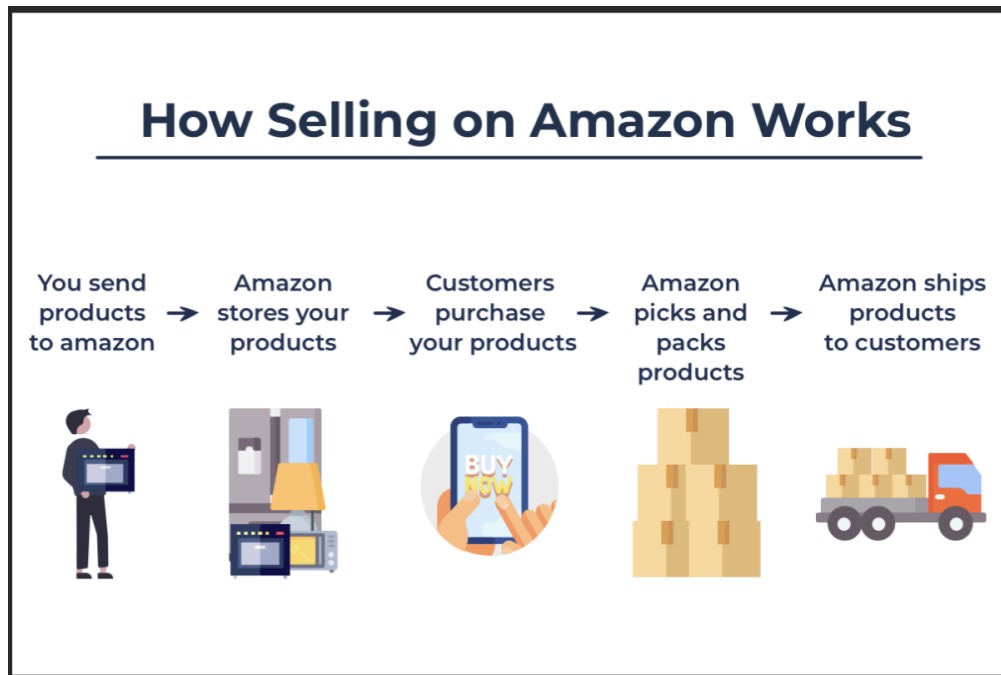 How Selling on Amazon Works
You send
products
to amazon
Amazon
stores your
products
Customers
purchase
your products
Amazon
picks and
packs
products
Amazon ships
products
to customers
BUY
NOW